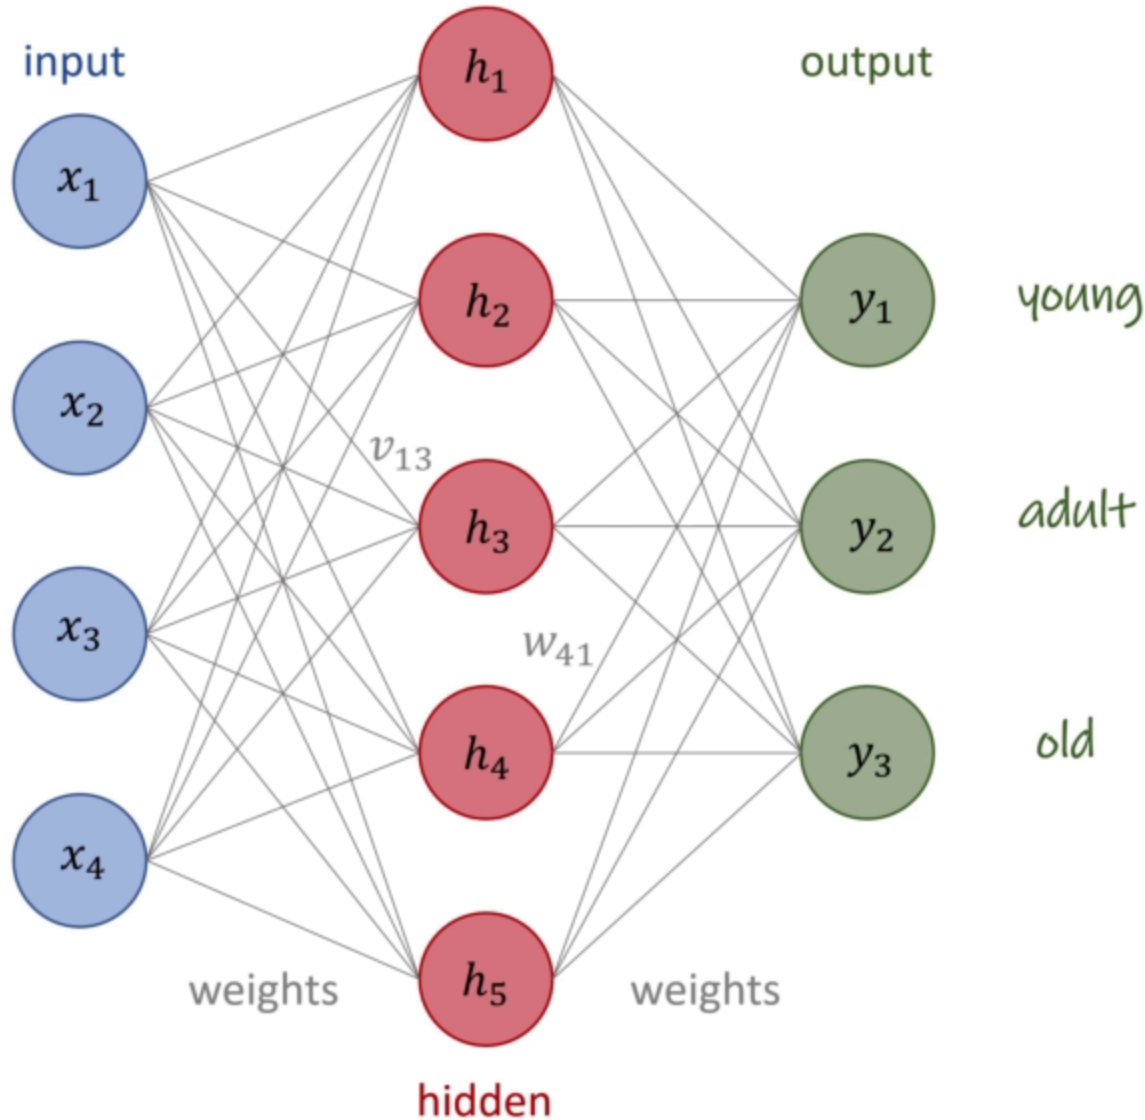 input
output
x₁
x₂
x₃
x₄
h₁
h₂
h₃
h₄
h₅
y₁
y₂
y₃
young
adult
old
v₁₃
w₄₁
weights
weights
hidden